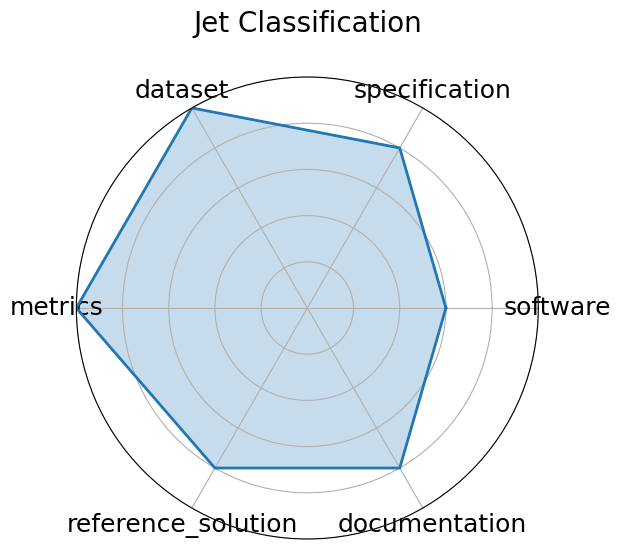 Jet Classification
dataset
specification
metrics
software
reference_solution
documentation